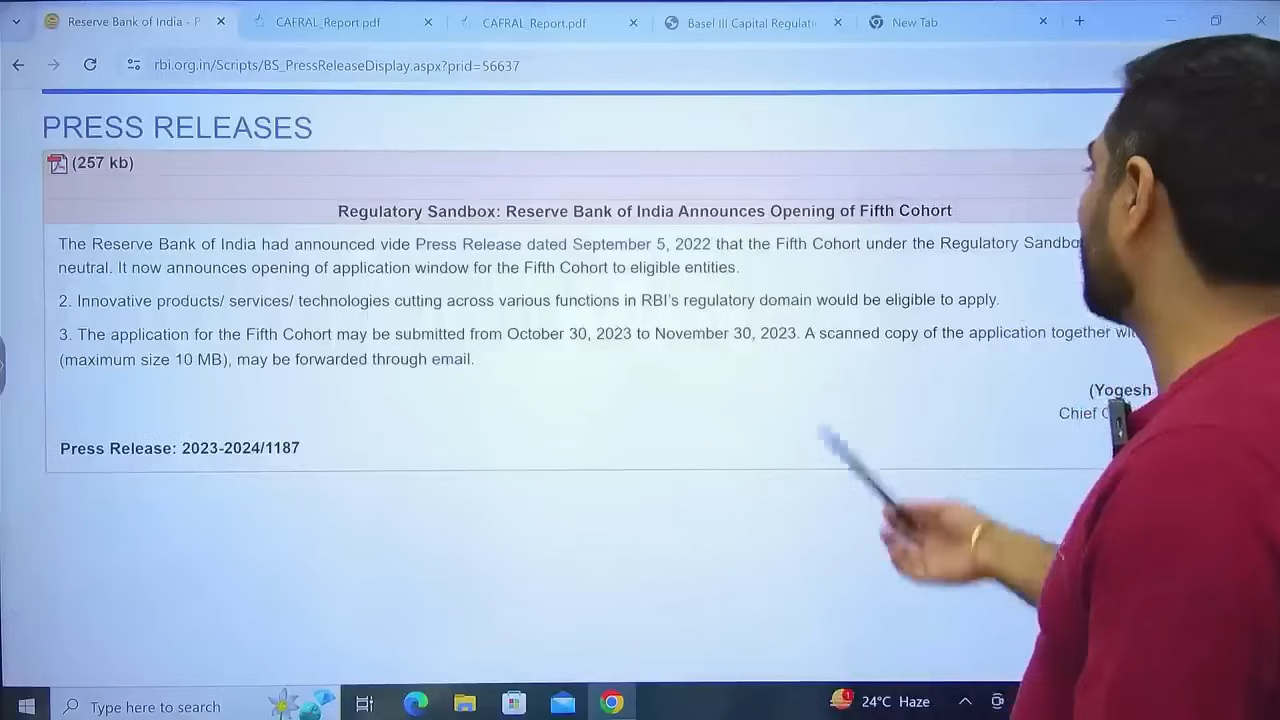 Reserve Bank of India - P
CAFRAL_Report.pdf
CAFRAL_Report.pdf
Basel III Capital Regulati
New Tab
rbi.org.in/Scripts/BS_PressReleaseDisplay.aspx?prid=56637
PRESS RELEASES
(257 kb)
Regulatory Sandbox: Reserve Bank of India Announces Opening of Fifth Cohort
The Reserve Bank of India had announced vide Press Release dated September 5, 2022 that the Fifth Cohort under the Regulatory
neutral. It now announces opening of application window for the Fifth Cohort to eligible entities.
2. Innovative products/ services/ technologies cutting across various functions in RBI's regulatory domain would be eligible to apply.
3. The application for the Fifth Cohort may be submitted from October 30, 2023 to November 30, 2023. A scanned copy of the application together
(maximum size 10 MB), may be forwarded through email.
(Yogesh
Chief
Press Release: 2023-2024/1187
Type here to search
1
24°C Haze